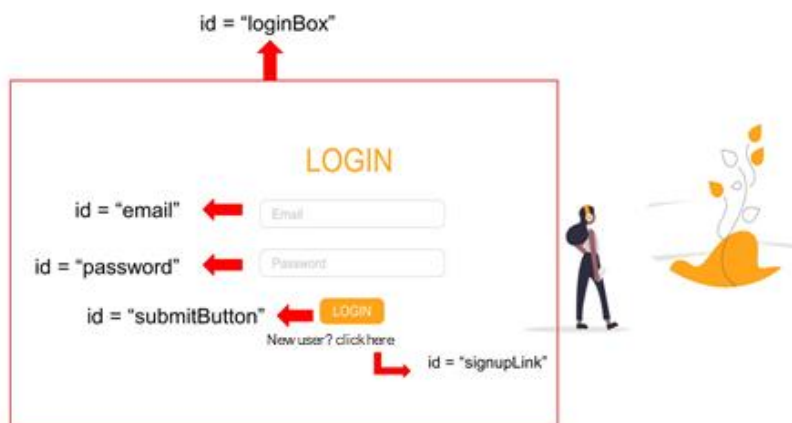 id = “loginBox”
LOGIN
id = “email”
Email
id = “password”
Password
id = “submitButton”
LOGIN
New user? click here
id = “signupLink”